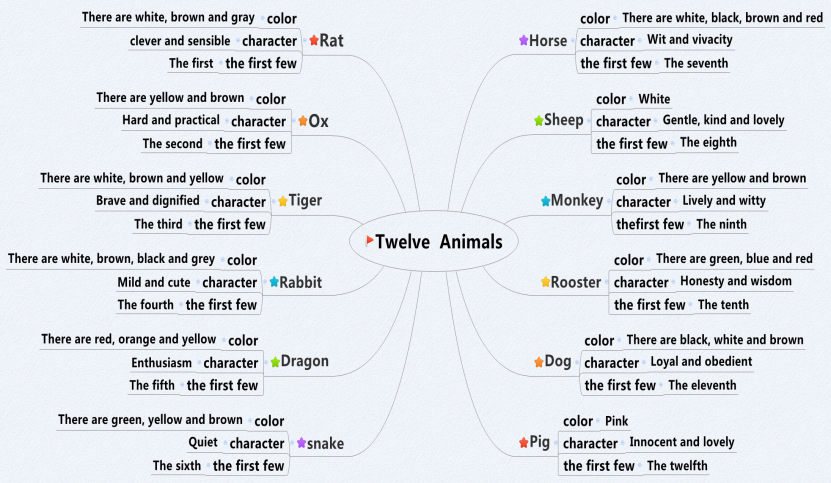 Twelve Animals
Rat
color There are white, brown and gray
character clever and sensible
the first few The first
Ox
color There are yellow and brown
character Hard and practical
the first few The second
Tiger
color There are white, brown and yellow
character Brave and dignified
the first few The third
Rabbit
color There are white, brown, black and grey
character Mild and cute
the first few The fourth
Dragon
color There are red, orange and yellow
character Enthusiasm
the first few The fifth
snake
color There are green, yellow and brown
character Quiet
the first few The sixth
Horse
color There are white, black, brown and red
character Wit and vivacity
the first few The seventh
Sheep
color White
character Gentle, kind and lovely
the first few The eighth
Monkey
color There are yellow and brown
character Lively and witty
thefirst few The ninth
Rooster
color There are green, blue and red
character Honesty and wisdom
the first few The tenth
Dog
color There are black, white and brown
character Loyal and obedient
the first few The eleventh
Pig
color Pink
character Innocent and lovely
the first few The twelfth